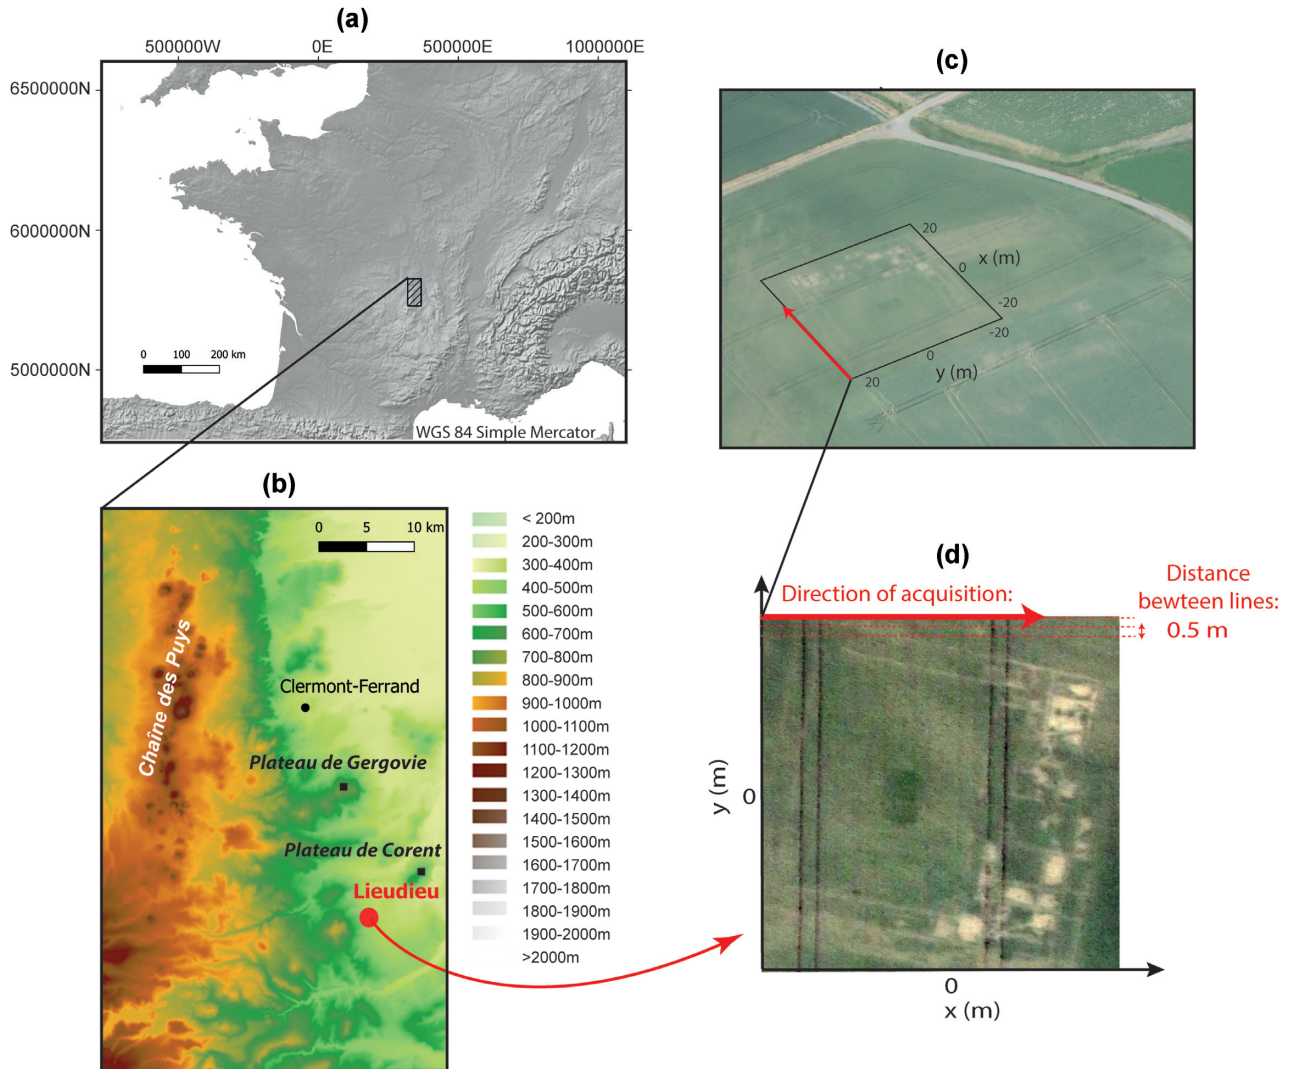 (a)
500000W
0E
500000E
1000000E
6500000N
6000000N
5000000N
0
100
200 km
WGS 84 Simple Mercator
(b)
0
5
10 km
Chaîne des Puys
Clermont-Ferrand
Plateau de Gergovie
Plateau de Corent
Lieudieu
< 200m
200-300m
300-400m
400-500m
500-600m
600-700m
700-800m
800-900m
900-1000m
1000-1100m
1100-1200m
1200-1300m
1300-1400m
1400-1500m
1500-1600m
1600-1700m
1700-1800m
1800-1900m
1900-2000m
>2000m
(c)
20
x (m)
0
-20
-20
0
y (m)
20
(d)
Direction of acquisition:
Distance
bewteen lines:
0.5 m
y (m)
0
0
x (m)